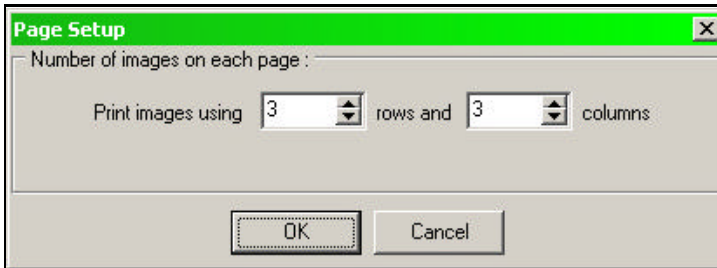 Page Setup
Number of images on each page :
Print images using 3 rows and 3 columns
OK Cancel